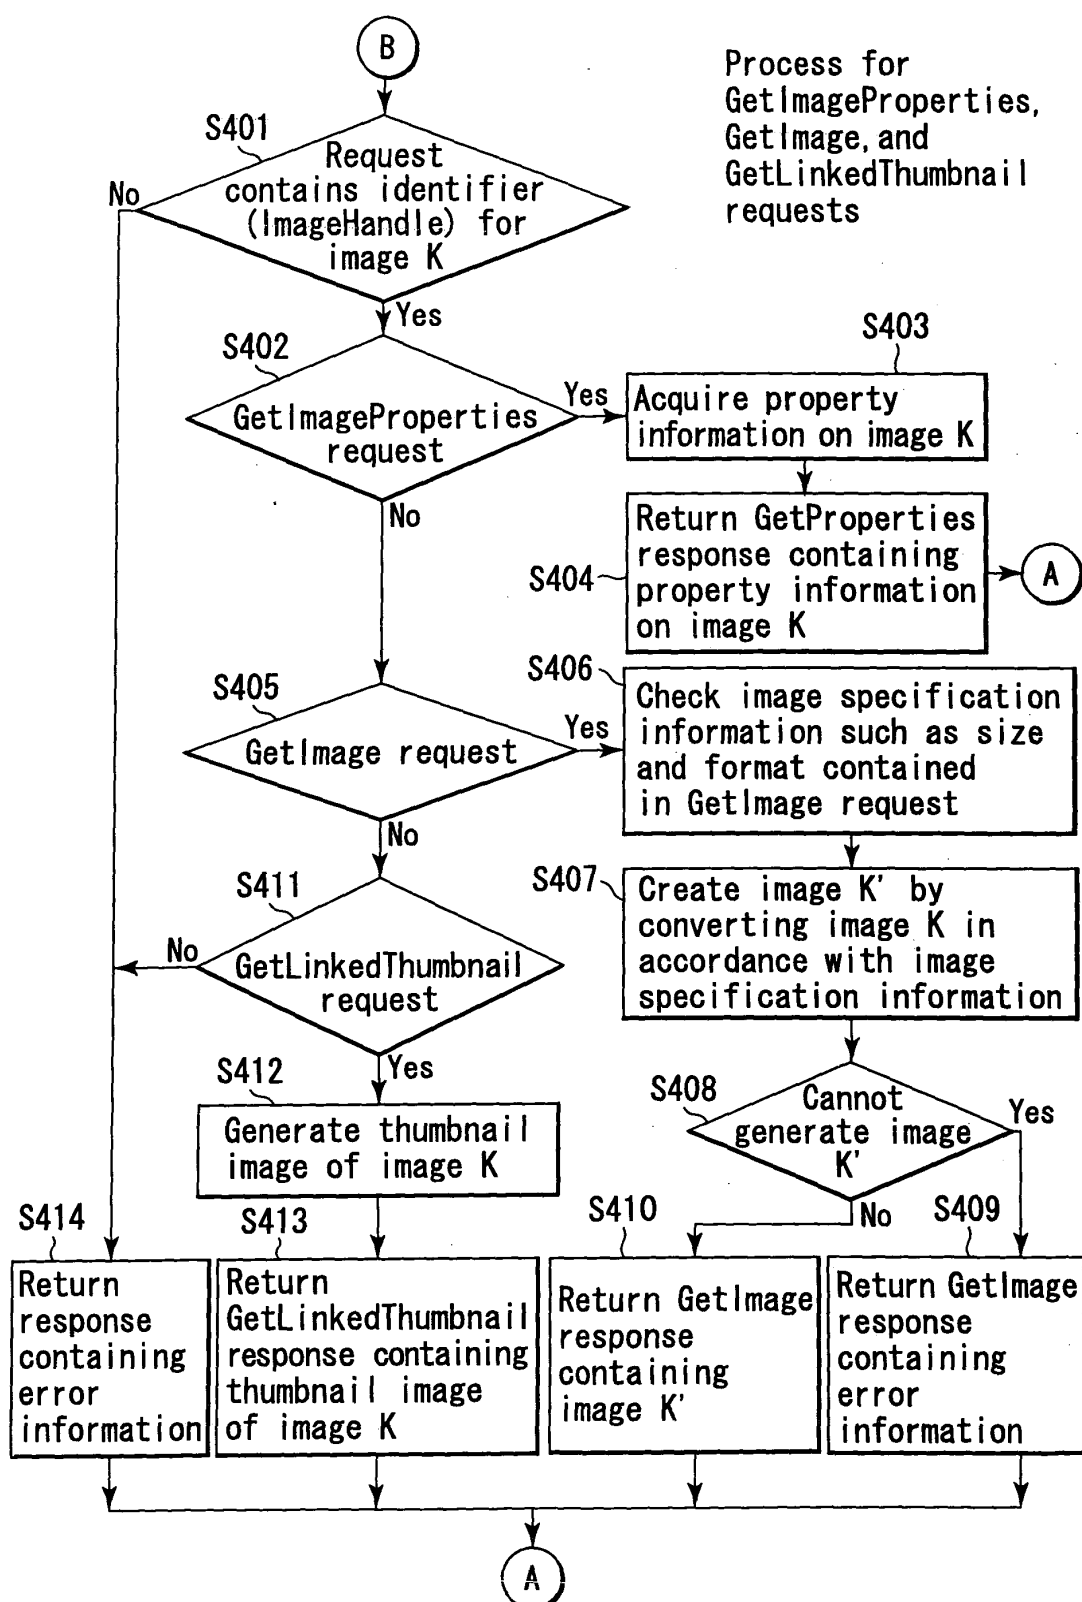 B
Process for
GetImageProperties,
GetImage, and
GetLinkedThumbnail
requests
S401
Request
contains identifier
(ImageHandle) for
image K
No
Yes
S402
GetImageProperties
request
Yes
No
S403
Acquire property
information on image K
S404
Return GetProperties
response containing
property information
on image K
A
S405
GetImage request
Yes
No
S406
Check image specification
information such as size
and format contained
in GetImage request
S407
Create image K' by
converting image K in
accordance with image
specification information
S411
GetLinkedThumbnail
request
No
Yes
S408
Cannot
generate image
K'
Yes
No
S412
Generate thumbnail
image of image K
S414
Return
response
containing
error
information
S413
Return
GetLinkedThumbnail
response containing
thumbnail image
of image K
S410
Return GetImage
response
containing
image K'
S409
Return GetImage
response
containing
error
information
A